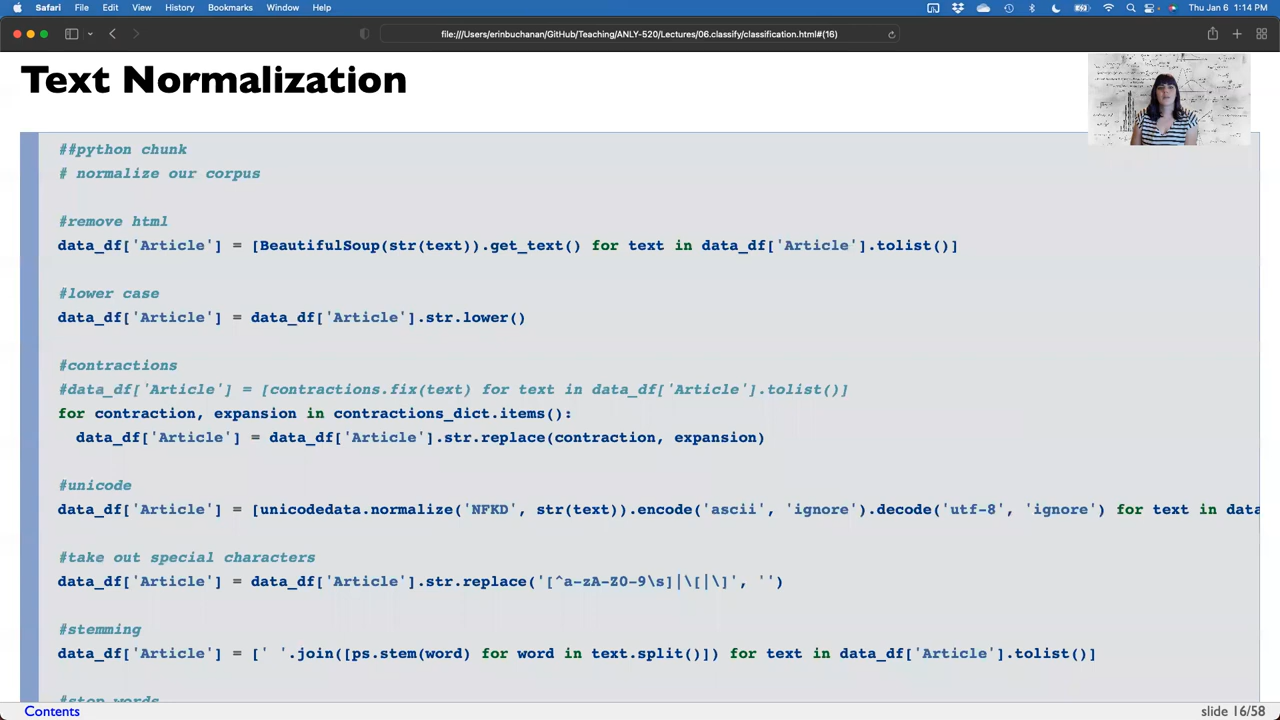 Safari File Edit View History Bookmarks Window Help Thu Jan 6 1:14 PM
file:///Users/erinbuchanan/GitHub/Teaching/ANLY-520/Lectures/06.classify/classification.html#(16)
Text Normalization
##python chunk
# normalize our corpus
#remove html
data_df['Article'] = [BeautifulSoup(str(text)).get_text() for text in data_df['Article'].tolist()]
#lower case
data_df['Article'] = data_df['Article'].str.lower()
#contractions
#data_df['Article'] = [contractions.fix(text) for text in data_df['Article'].tolist()]
for contraction, expansion in contractions_dict.items():
data_df['Article'] = data_df['Article'].str.replace(contraction, expansion)
#unicode
data_df['Article'] = [unicodedata.normalize('NFKD', str(text)).encode('ascii', 'ignore').decode('utf-8', 'ignore') for text in data
#take out special characters
data_df['Article'] = data_df['Article'].str.replace('[^a-zA-Z0-9\s]|\[|\]', '')
#stemming
data_df['Article'] = [' '.join([ps.stem(word) for word in text.split()]) for text in data_df['Article'].tolist()]
#stop words
Contents slide 16/58